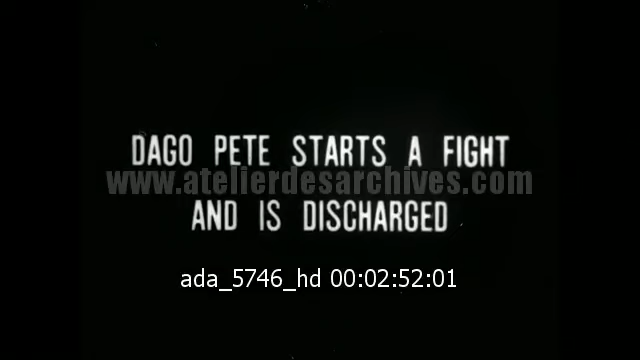 DAGO PETE STARTS A FIGHT
www.atelierdesarchives.com
AND IS DISCHARGED
ada_5746_hd 00:02:52:01